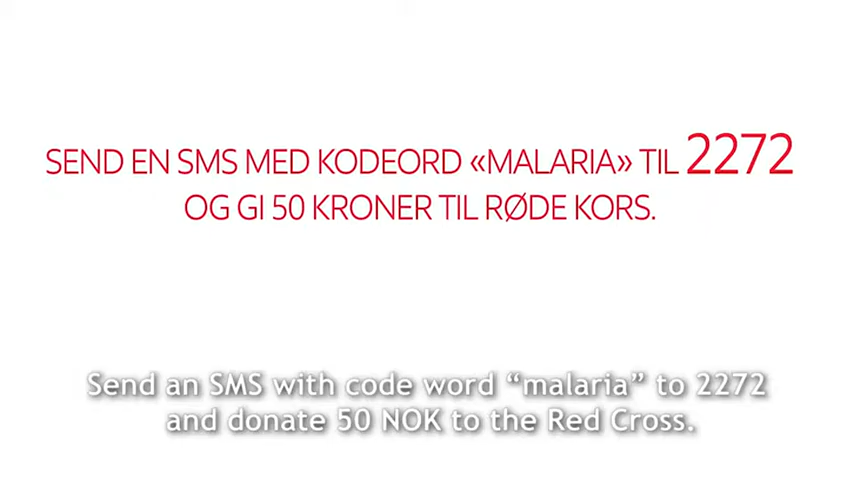 SEND EN SMS MED KODEORD «MALARIA» TIL 2272
OG GI 50 KRONER TIL RØDE KORS.
Send an SMS with code word “malaria” to 2272
and donate 50 NOK to the Red Cross.